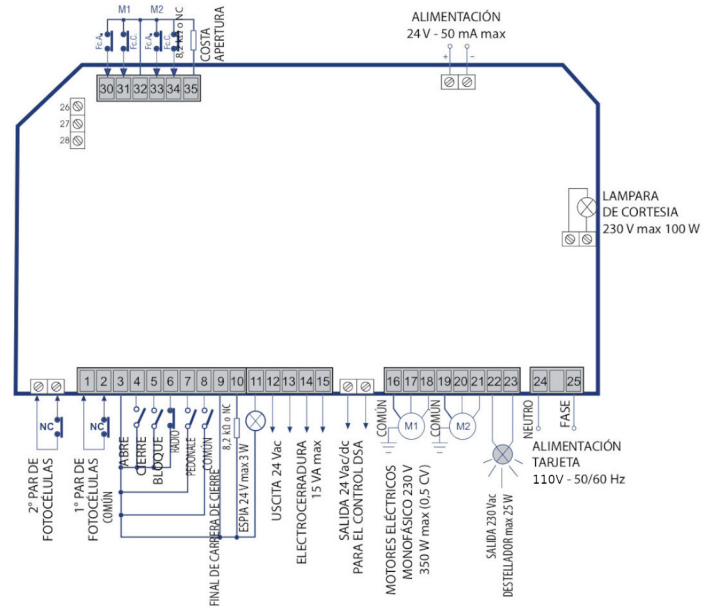 M1
M2
Fc.A.
Fc.C.
Fc.A.
Fc.C.
8,2 kΩ o NC
COSTA
APERTURA
30 31 32 33 34 35
26
27
28
ALIMENTACIÓN
24 V - 50 mA max
+ -
LAMPARA
DE CORTESIA
230 V max 100 W
1 2 3 4 5 6 7 8 9 10 11 12 13 14 15
16 17 18 19 20 21 22 23
24 25
NC
NC
2° PAR DE
FOTOCÉLULAS
1° PAR DE
FOTOCÉLULAS
COMÚN
ABRE
CIERRE
BLOQUE
RADIO
PEDONALE
COMÚN
FINAL DE CARRERA DE CIERRE
8,2 kΩ o NC
ESPIA 24 V max 3 W
USCITA 24 Vac
ELECTROCERRADURA
15 VA max
SALIDA 24 Vac/dc
PARA EL CONTROL DSA
COMÚN
M1
COMÚN
M2
MOTORES ELÉCTRICOS
MONOFÁSICO 230 V
350 W max (0,5 CV)
SALIDA 230 Vac
DESTELLADOR max 25 W
NEUTRO
FASE
ALIMENTACIÓN
TARJETA
110V - 50/60 Hz